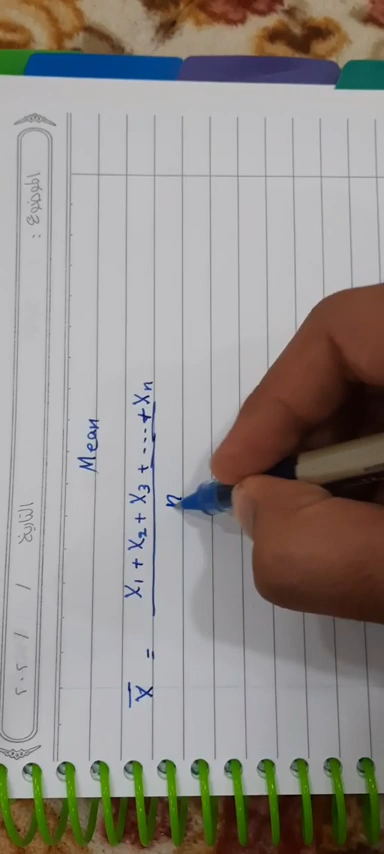 الموضوع :
التاريخ / / ٢٠٢
Mean
X̄ = (X₁ + X₂ + X₃ + ---- + Xₙ) / n